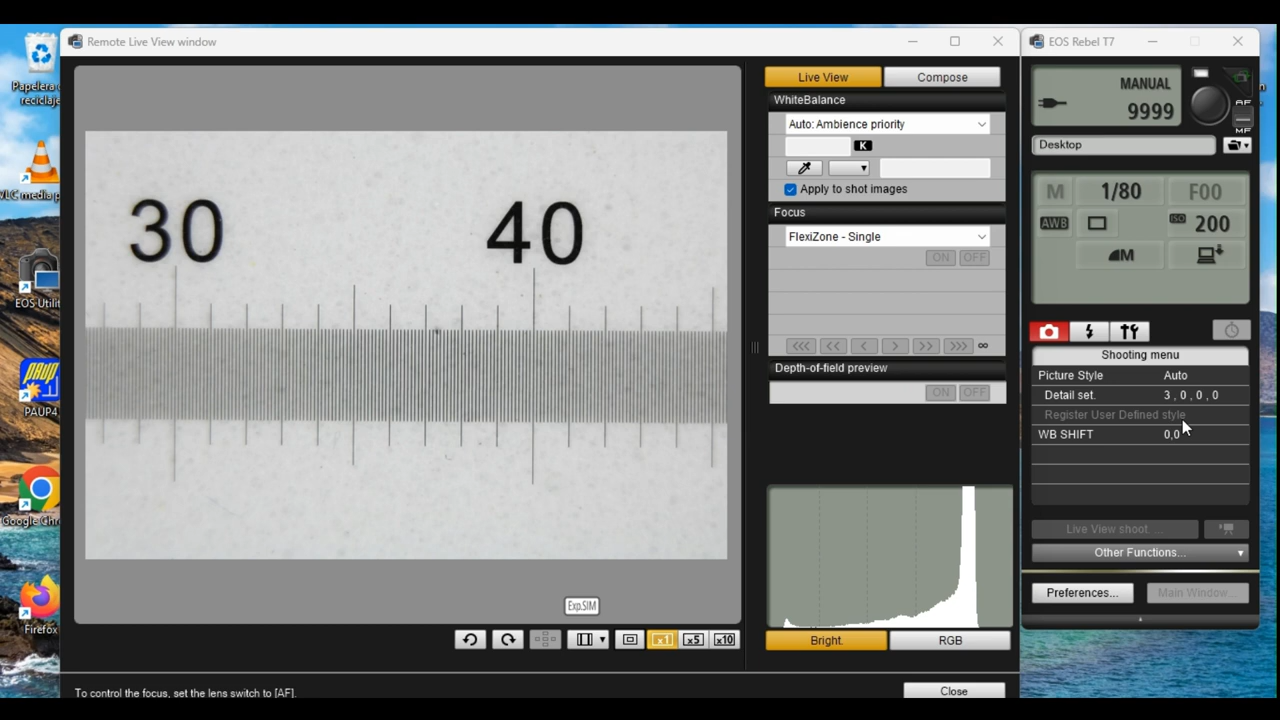 Remote Live View window
EOS Rebel T7
Papelera
reciclaje
VLC media
EOS Utili
PAUP4
Google Chr
Firefox
30 40
Exp.SIM
x1 x5 x10
To control the focus, set the lens switch to [AF].
Live View Compose
WhiteBalance
Auto: Ambience priority
K
Apply to shot images
Focus
FlexiZone - Single
ON OFF
<<< << < > >> >>> ∞
Depth-of-field preview
ON OFF
Bright. RGB
Close
MANUAL
9999
AF
MF
Desktop
M 1/80 F00
AWB ISO 200
M
Shooting menu
Picture Style Auto
Detail set. 3 , 0 , 0 , 0
Register User Defined style
WB SHIFT 0,0
Live View shoot. ...
Other Functions...
Preferences... Main Window...